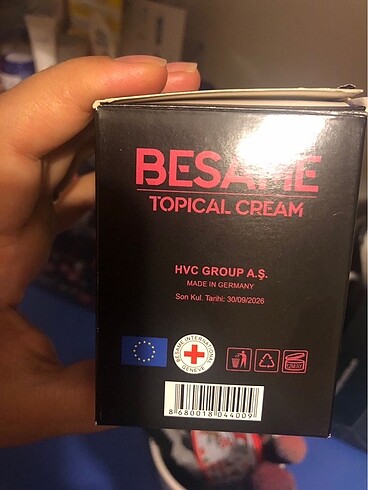 BESAME
TOPICAL CREAM
HVC GROUP A.Ş.
MADE IN GERMANY
Son Kul. Tarihi: 30/09/2026
BESAME INTERNATIONAL
GENEVE
8 680018 044009